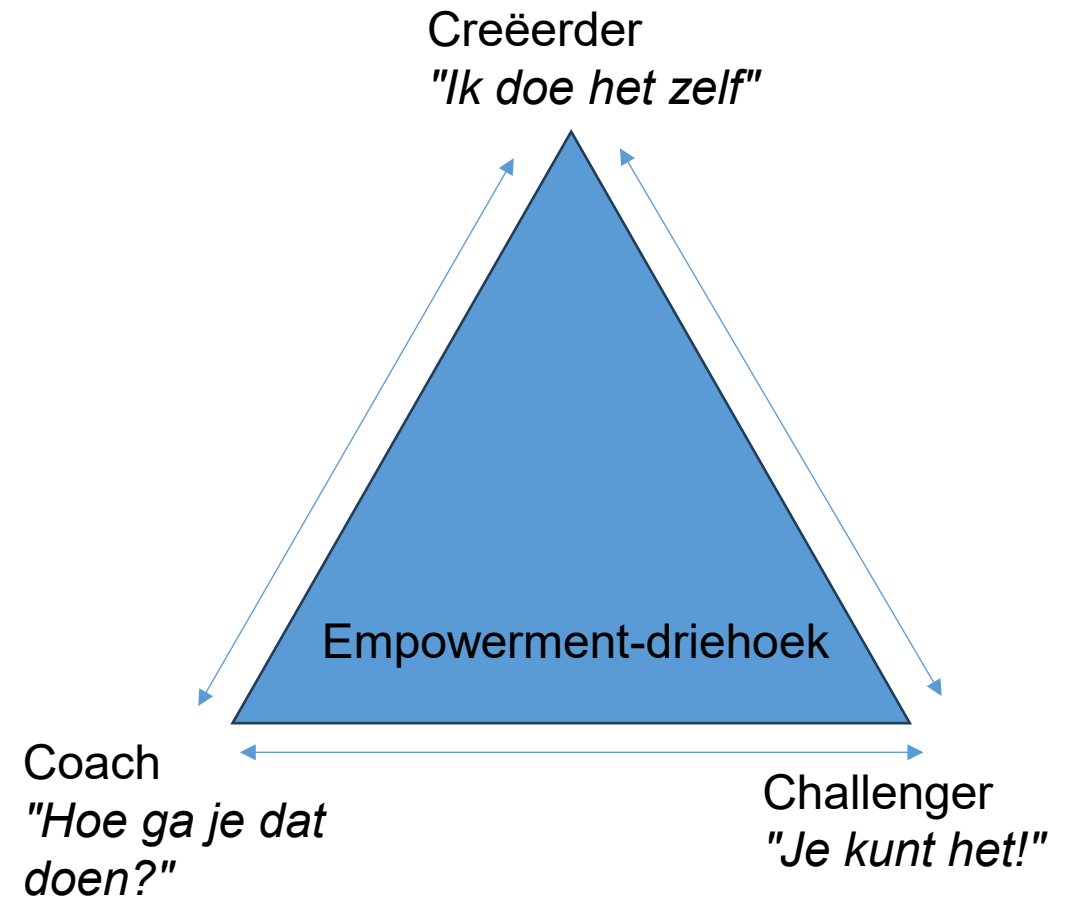 Creëerder
"Ik doe het zelf"
Empowerment-driehoek
Coach
"Hoe ga je dat
doen?"
Challenger
"Je kunt het!"